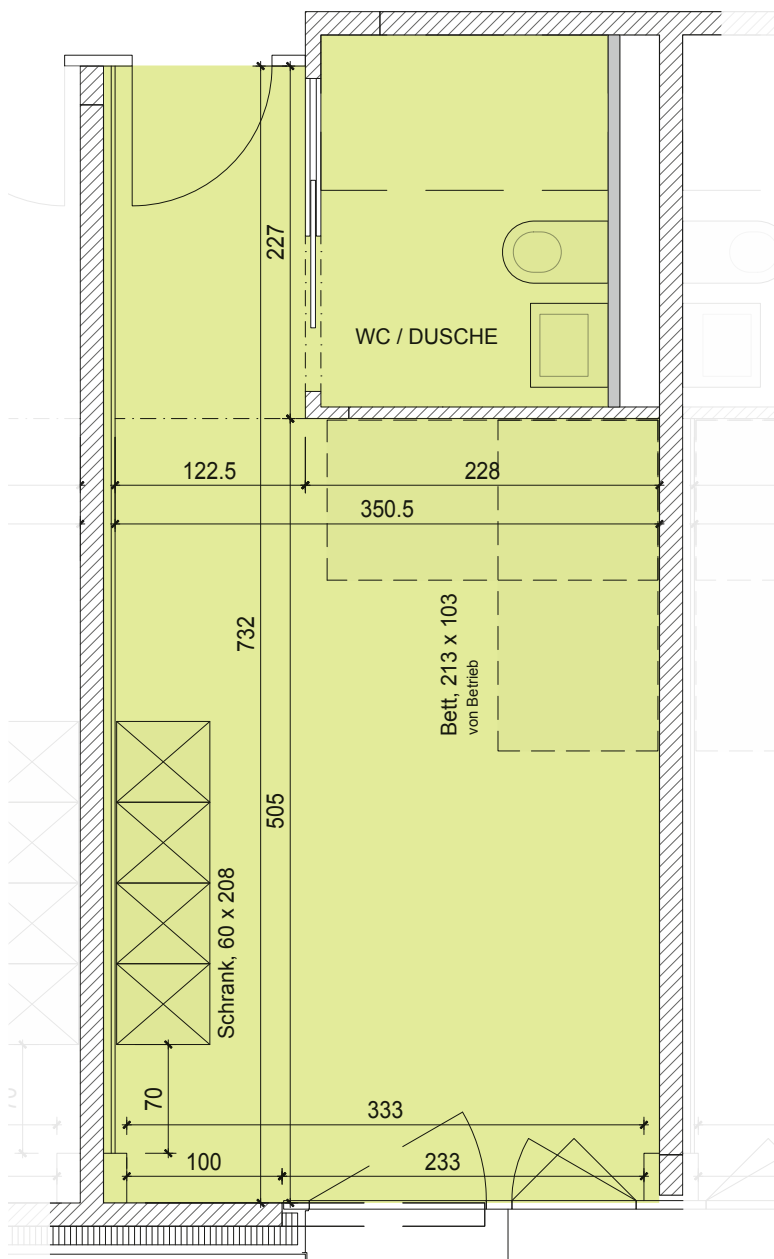 227
WC / DUSCHE
122.5
228
350.5
732
Bett, 213 x 103
von Betrieb
505
Schrank, 60 x 208
70
70
333
100
233